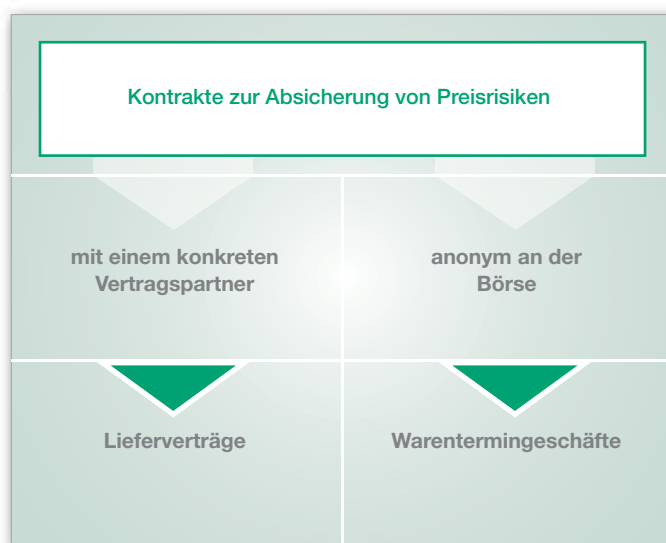 Kontrakte zur Absicherung von Preisrisiken
mit einem konkreten
Vertragspartner
anonym an der
Börse
Lieferverträge
Warentermingeschäfte